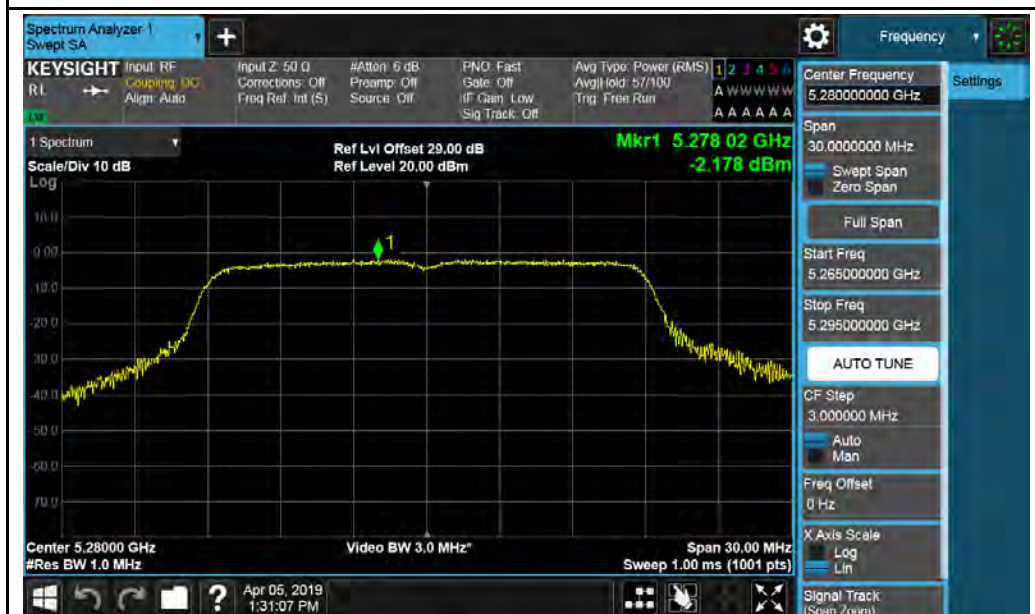 Spectrum Analyzer 1
Swept SA
Frequency
KEYSIGHT
RL
Input: RF
Coupling: DC
Align: Auto
Input Z: 50 Ω
Corrections: Off
Freq Ref: Int (S)
#Atten: 6 dB
Preamp: Off
Source: Off
PNO: Fast
Gate: Off
IF Gain: Low
Sig Track: Off
Avg Type: Power (RMS)
Avg|Hold: 57/100
Trig: Free Run
1 2 3 4 5 6
A W W W W W
A A A A A A
Center Frequency
5.280000000 GHz
Settings
1 Spectrum
Scale/Div 10 dB
Log
Ref Lvl Offset 29.00 dB
Ref Level 20.00 dBm
Mkr1 5.278 02 GHz
-2.178 dBm
Span
30.0000000 MHz
Swept Span
Zero Span
Full Span
Start Freq
5.265000000 GHz
Stop Freq
5.295000000 GHz
AUTO TUNE
CF Step
3.000000 MHz
Auto
Man
Freq Offset
0 Hz
X Axis Scale
Log
Lin
Signal Track
(Span Zoom)
10.0
0.00
-10.0
-20.0
-30.0
-40.0
-50.0
-60.0
-70.0
1
Center 5.28000 GHz
#Res BW 1.0 MHz
Video BW 3.0 MHz*
Span 30.00 MHz
Sweep 1.00 ms (1001 pts)
?
Apr 05, 2019
1:31:07 PM